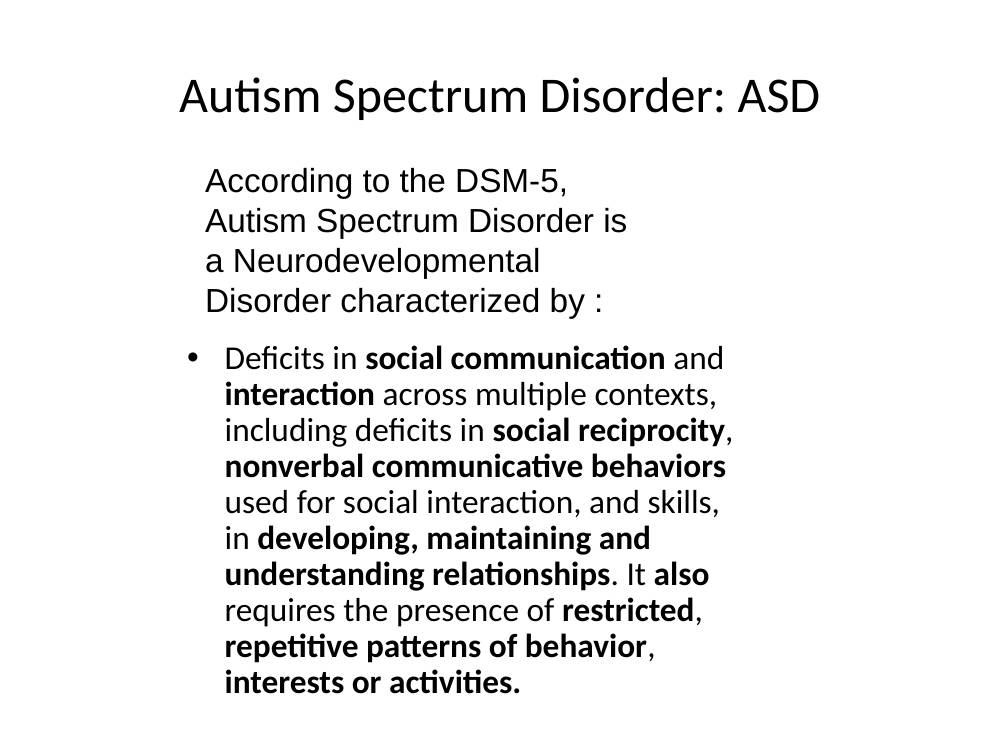 Autism Spectrum Disorder: ASD
According to the DSM-5,
Autism Spectrum Disorder is
a Neurodevelopmental
Disorder characterized by :
• Deficits in social communication and
interaction across multiple contexts,
including deficits in social reciprocity,
nonverbal communicative behaviors
used for social interaction, and skills,
in developing, maintaining and
understanding relationships. It also
requires the presence of restricted,
repetitive patterns of behavior,
interests or activities.